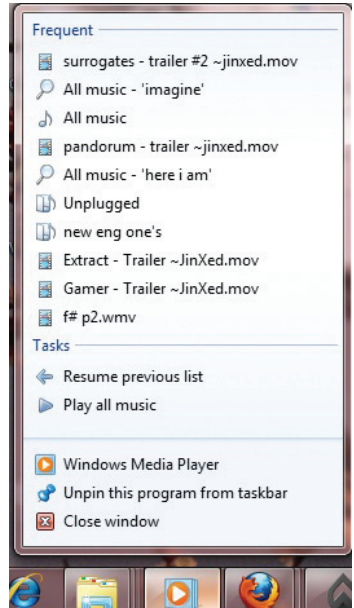 Frequent
surrogates - trailer #2 ~jinxed.mov
All music - 'imagine'
All music
pandorum - trailer ~jinxed.mov
All music - 'here i am'
Unplugged
new eng one's
Extract - Trailer ~JinXed.mov
Gamer - Trailer ~JinXed.mov
f# p2.wmv
Tasks
Resume previous list
Play all music
Windows Media Player
Unpin this program from taskbar
Close window